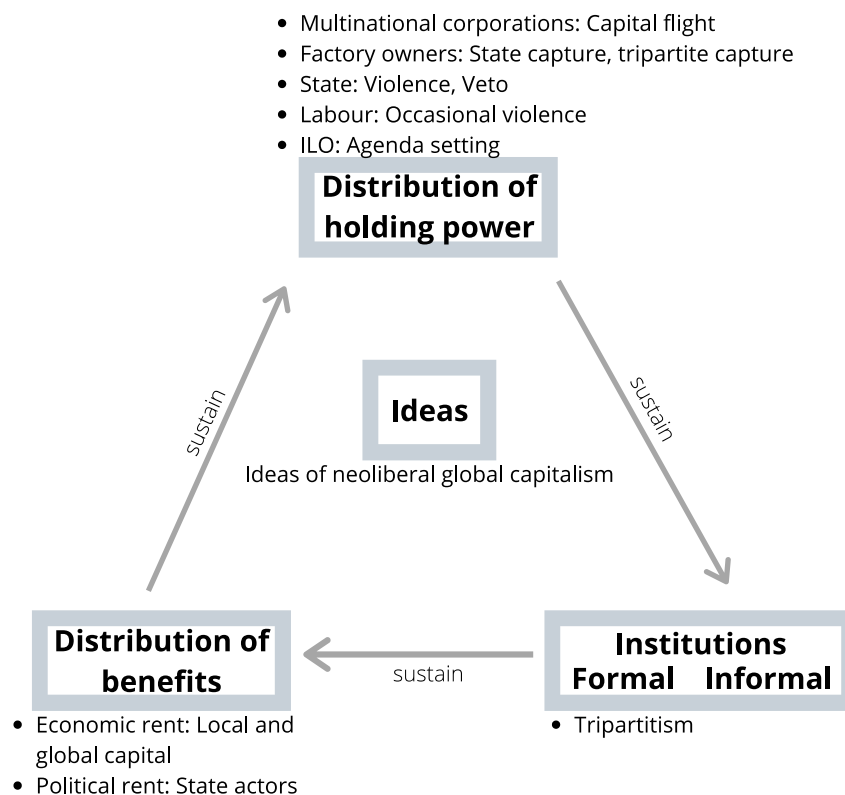 • Multinational corporations: Capital flight
• Factory owners: State capture, tripartite capture
• State: Violence, Veto
• Labour: Occasional violence
• ILO: Agenda setting
Distribution of
holding power
sustain
sustain
Ideas
Ideas of neoliberal global capitalism
Distribution of
benefits
sustain
Institutions
Formal Informal
• Economic rent: Local and
global capital
• Political rent: State actors
• Tripartitism